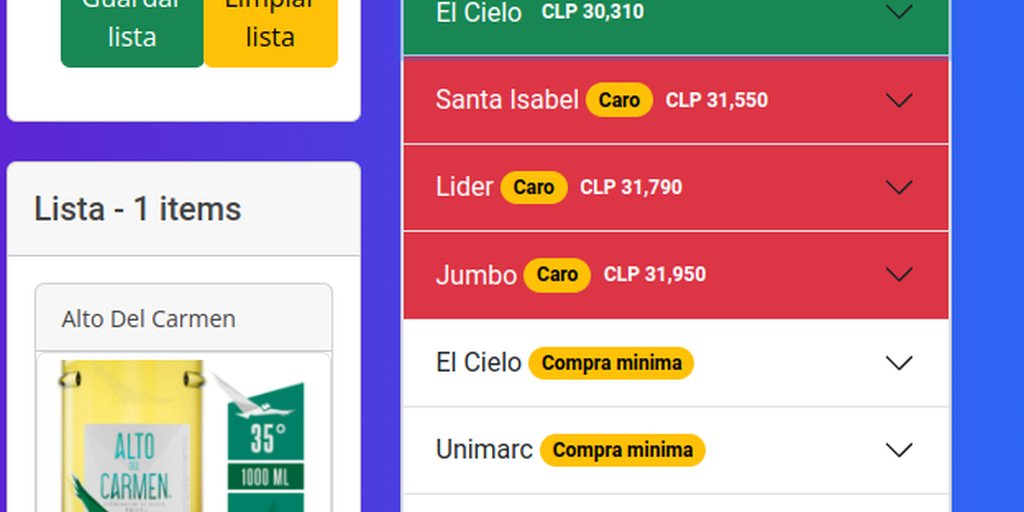 Guardar
lista
Limpiar
lista
Lista - 1 items
Alto Del Carmen
ALTO
DEL
CARMEN
35°
1000 ML
El Cielo CLP 30,310
Santa Isabel Caro CLP 31,550
Lider Caro CLP 31,790
Jumbo Caro CLP 31,950
El Cielo Compra minima
Unimarc Compra minima